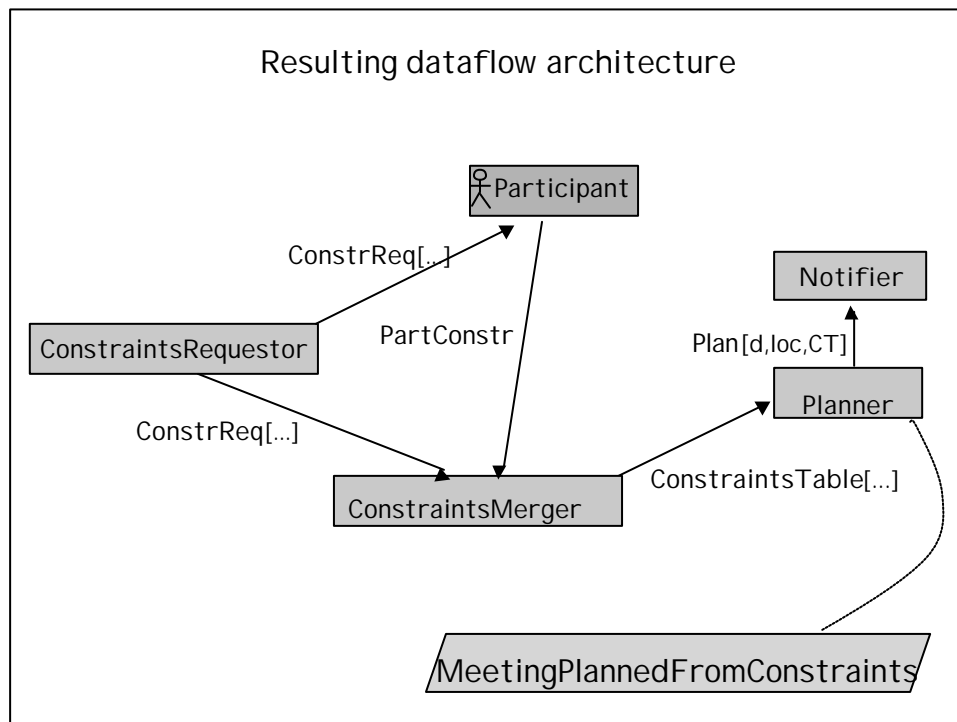 Resulting dataflow architecture
Participant
ConstrReq[...]
Notifier
PartConstr
Plan[d,loc,CT]
ConstraintsRequestor
Planner
ConstrReq[...]
ConstraintsTable[...]
ConstraintsMerger
MeetingPlannedFromConstraints